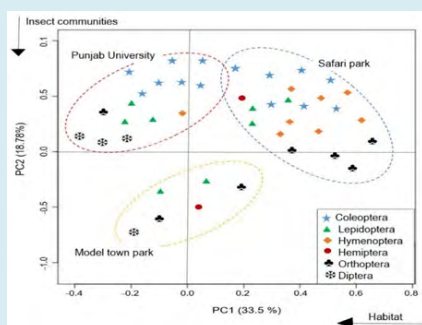 Insect communities
Punjab University
Safari park
Model town park
PC2 (18.78%)
0.1
0.5
0.0
-0.5
-1.0
-0.4
-0.2
0.0
0.2
0.4
0.6
0.8
PC1 (33.5 %)
Habitat
Coleoptera
Lepidoptera
Hymenoptera
Hemiptera
Orthoptera
Diptera